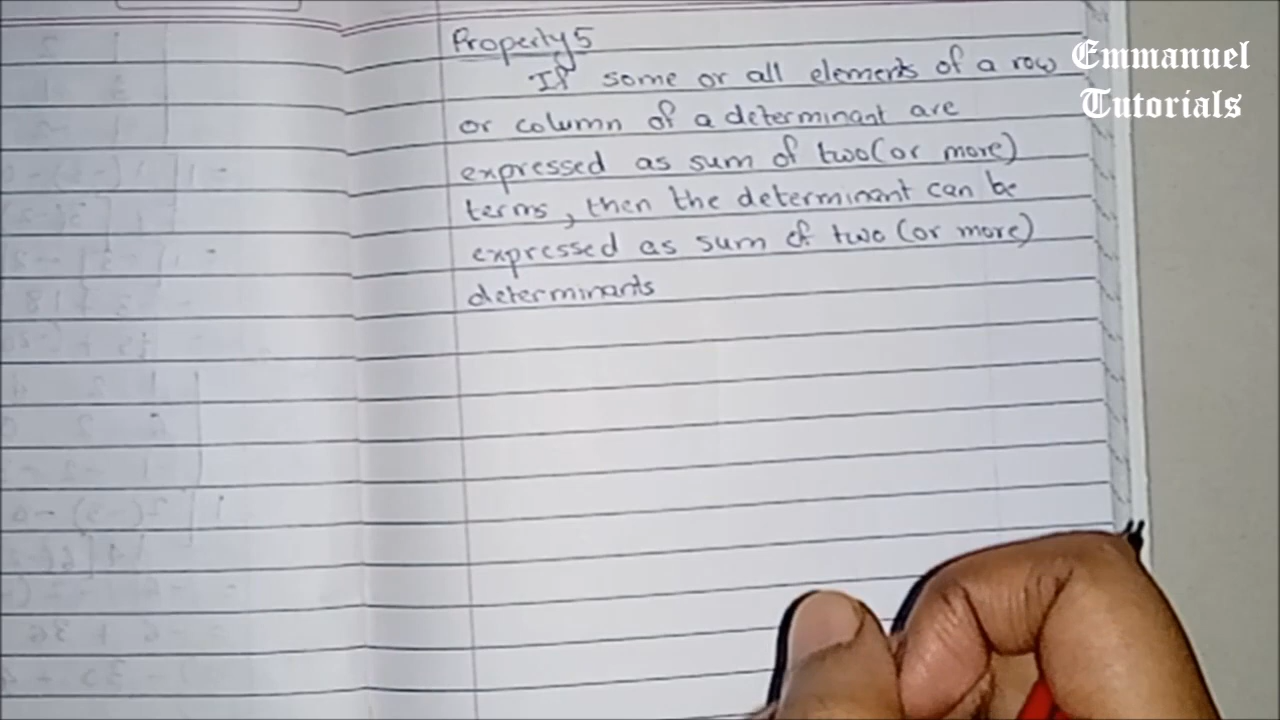 Property 5
If some or all elements of a row
or column of a determinant are
expressed as sum of two (or more)
terms, then the determinant can be
expressed as sum of two (or more)
determinants
Emmanuel
Tutorials